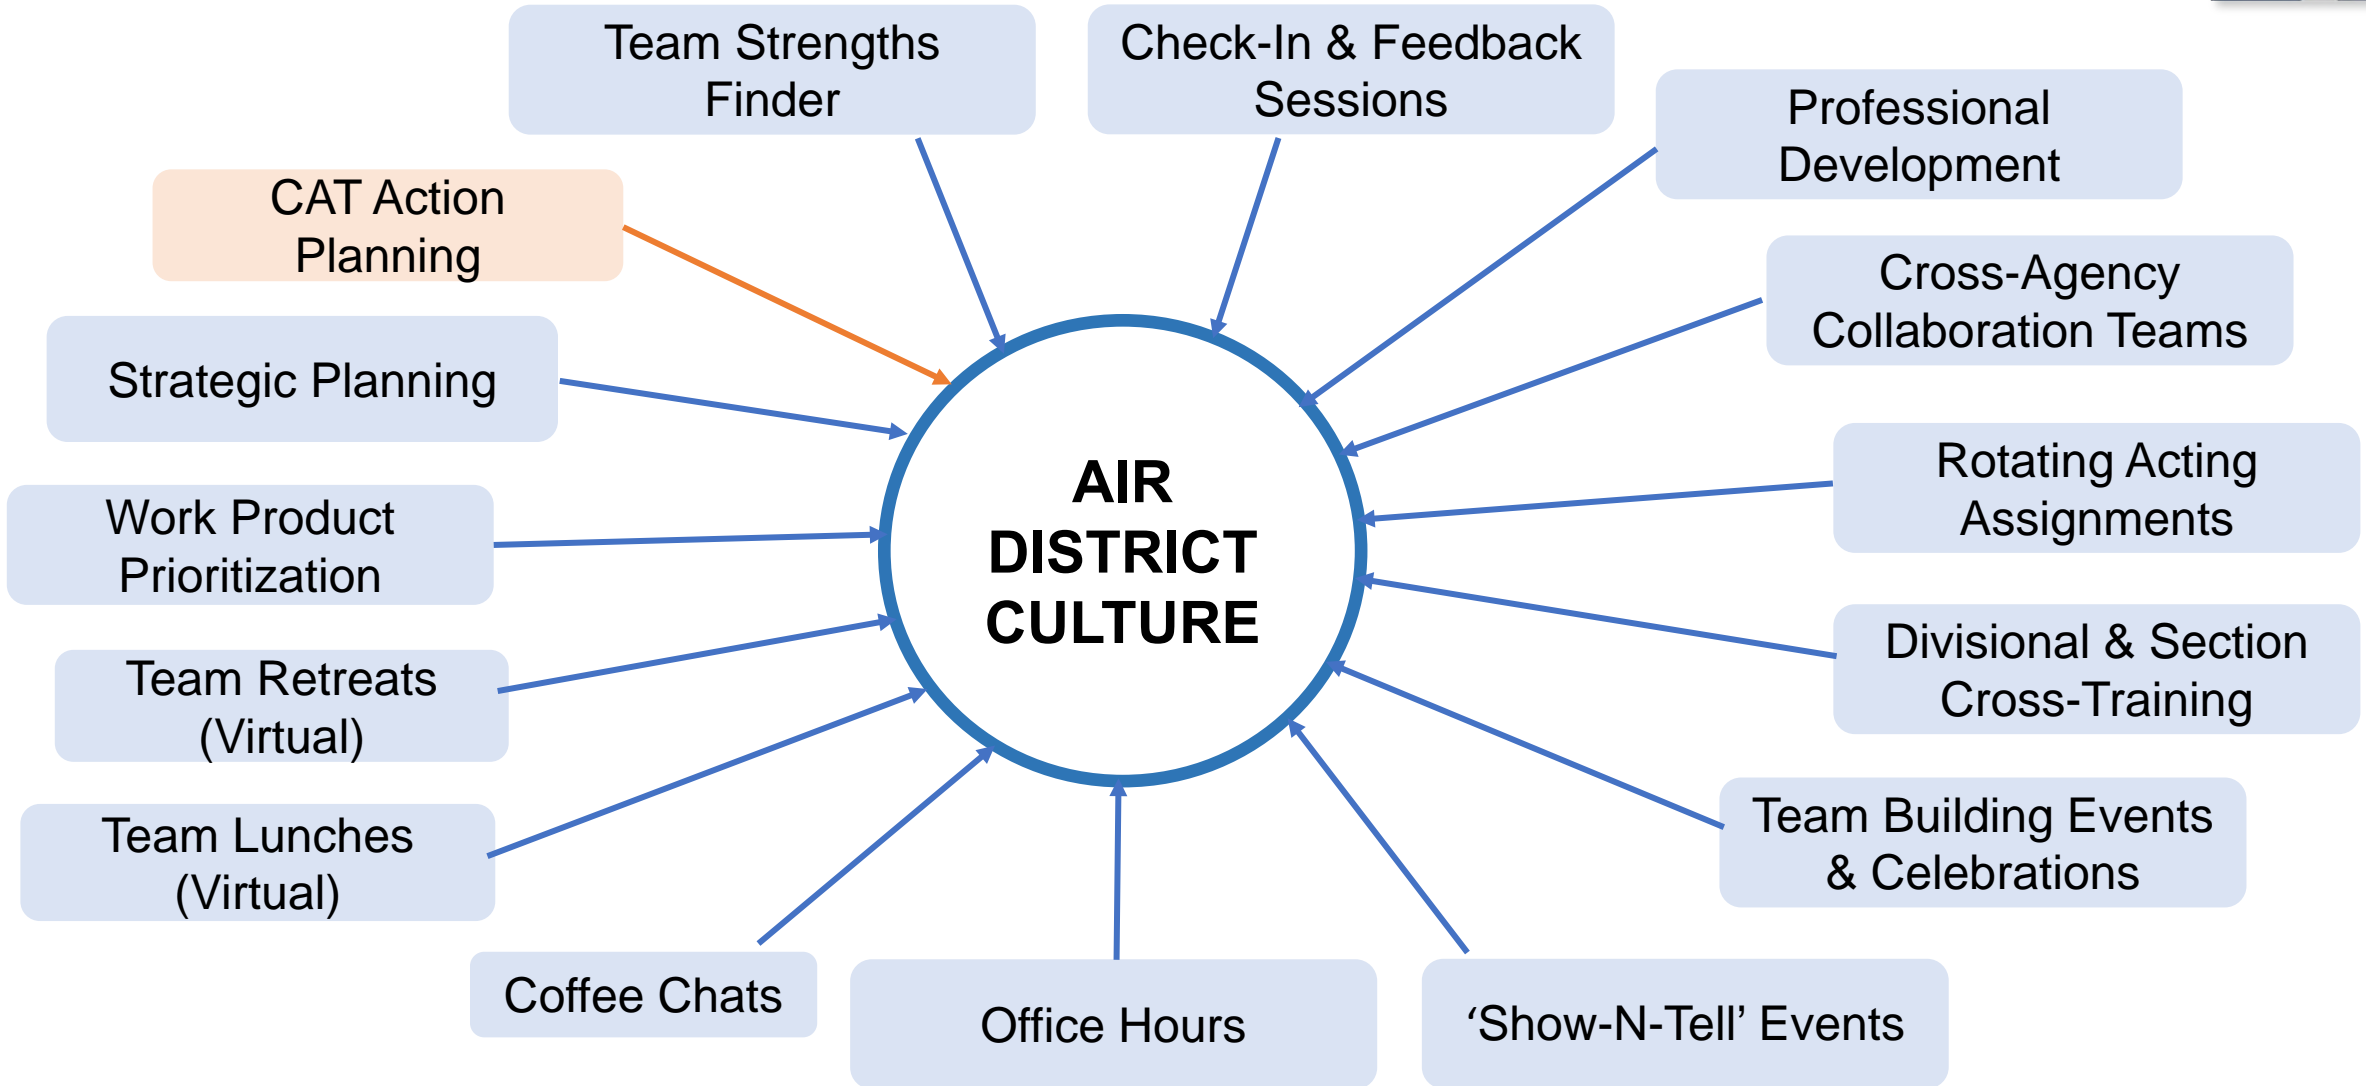 Team Strengths
Finder
Check-In & Feedback
Sessions
Professional
Development
CAT Action
Planning
Cross-Agency
Collaboration Teams
Strategic Planning
Rotating Acting
Assignments
AIR
DISTRICT
CULTURE
Work Product
Prioritization
Divisional & Section
Cross-Training
Team Retreats
(Virtual)
Team Building Events
& Celebrations
Team Lunches
(Virtual)
Coffee Chats
Office Hours
‘Show-N-Tell’ Events